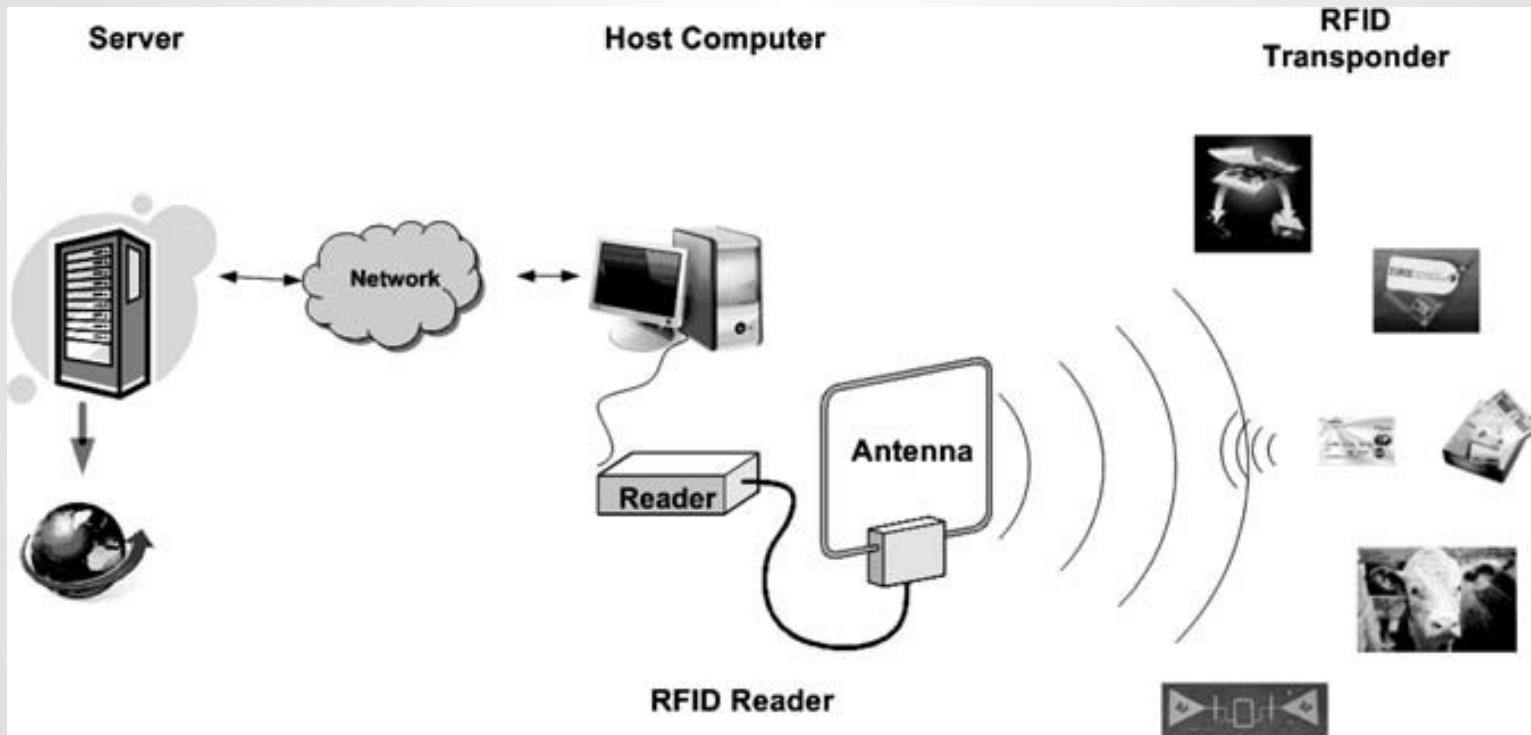 Server
Host Computer
RFID
Transponder
Network
Antenna
Reader
RFID Reader